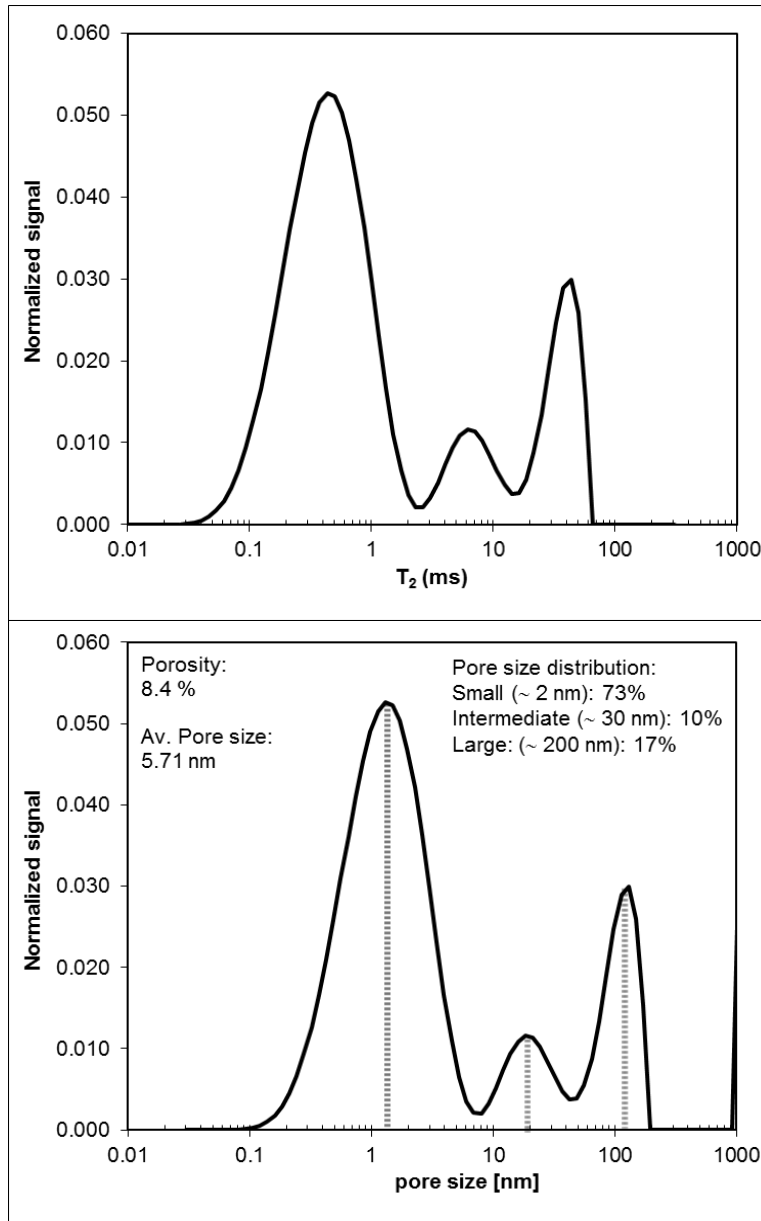 0.060
0.050
0.040
0.030
0.020
0.010
0.000
Normalized signal
0.01 0.1 1 10 100 1000
T₂ (ms)
0.060
0.050
0.040
0.030
0.020
0.010
0.000
Normalized signal
Porosity:
8.4 %
Av. Pore size:
5.71 nm
Pore size distribution:
Small (~ 2 nm): 73%
Intermediate (~ 30 nm): 10%
Large: (~ 200 nm): 17%
0.01 0.1 1 10 100 1000
pore size [nm]